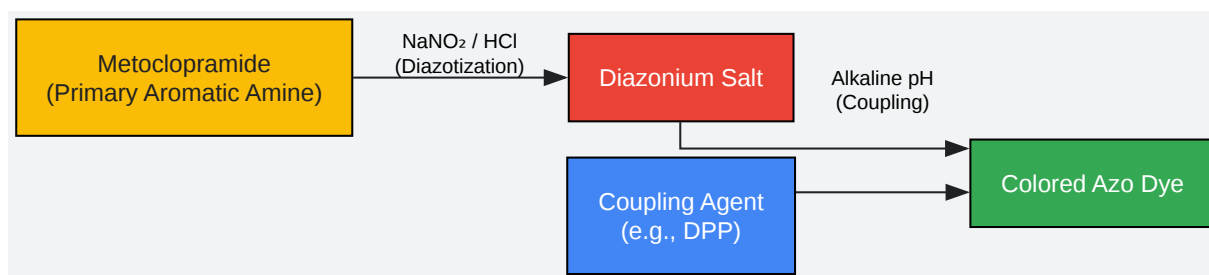 Metoclopramide
(Primary Aromatic Amine)
NaNO₂ / HCl
(Diazotization)
Diazonium Salt
Alkaline pH
(Coupling)
Coupling Agent
(e.g., DPP)
Colored Azo Dye